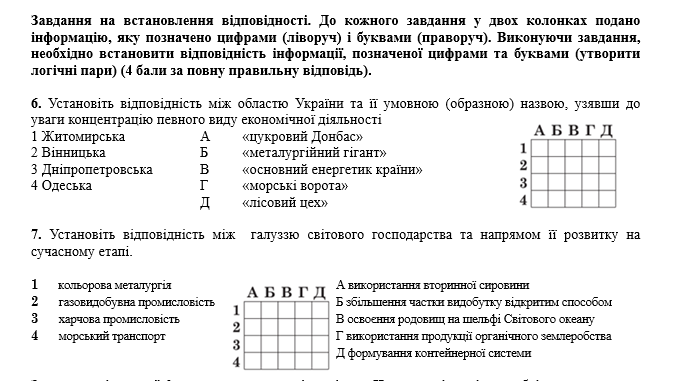 Завдання на встановлення відповідності. До кожного завдання у двох колонках подано
інформацію, яку позначено цифрами (ліворуч) і буквами (праворуч). Виконуючи завдання,
необхідно встановити відповідність інформації, позначеної цифрами та буквами (утворити
логічні пари) (4 бали за повну правильну відповідь).
6. Установіть відповідність між областю України та її умовною (образною) назвою, узявши до
уваги концентрацію певного виду економічної діяльності
1 Житомирська А «цукровий Донбас»
2 Вінницька Б «металургійний гігант»
3 Дніпропетровська В «основний енергетик країни»
4 Одеська Г «морські ворота»
Д «лісовий цех»
А Б В Г Д
1
2
3
4
7. Установіть відповідність між галуззю світового господарства та напрямом її розвитку на
сучасному етапі.
1 кольорова металургія
2 газовидобувна промисловість
3 харчова промисловість
4 морський транспорт
А Б В Г Д
1
2
3
4
А використання вторинної сировини
Б збільшення частки видобутку відкритим способом
В освоєння родовищ на шельфі Світового океану
Г використання продукції органічного землеробства
Д формування контейнерної системи